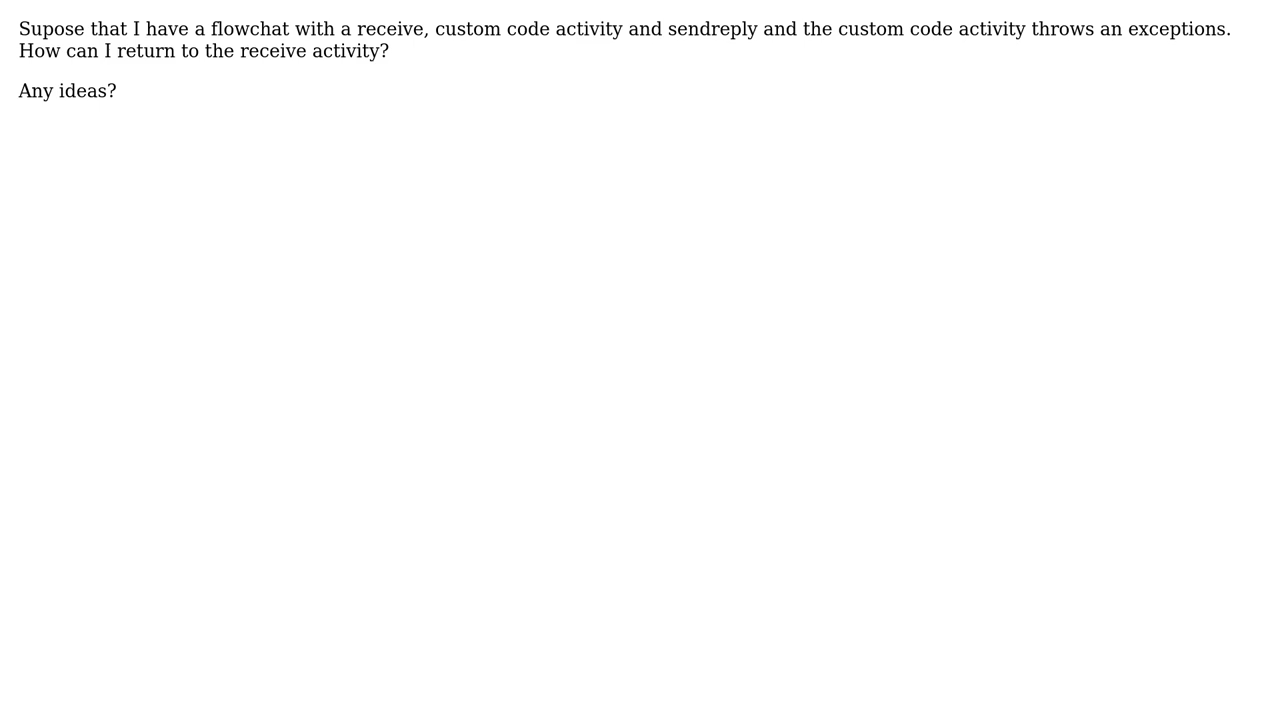 Supose that I have a flowchat with a receive, custom code activity and sendreply and the custom code activity throws an exceptions.
How can I return to the receive activity?
Any ideas?